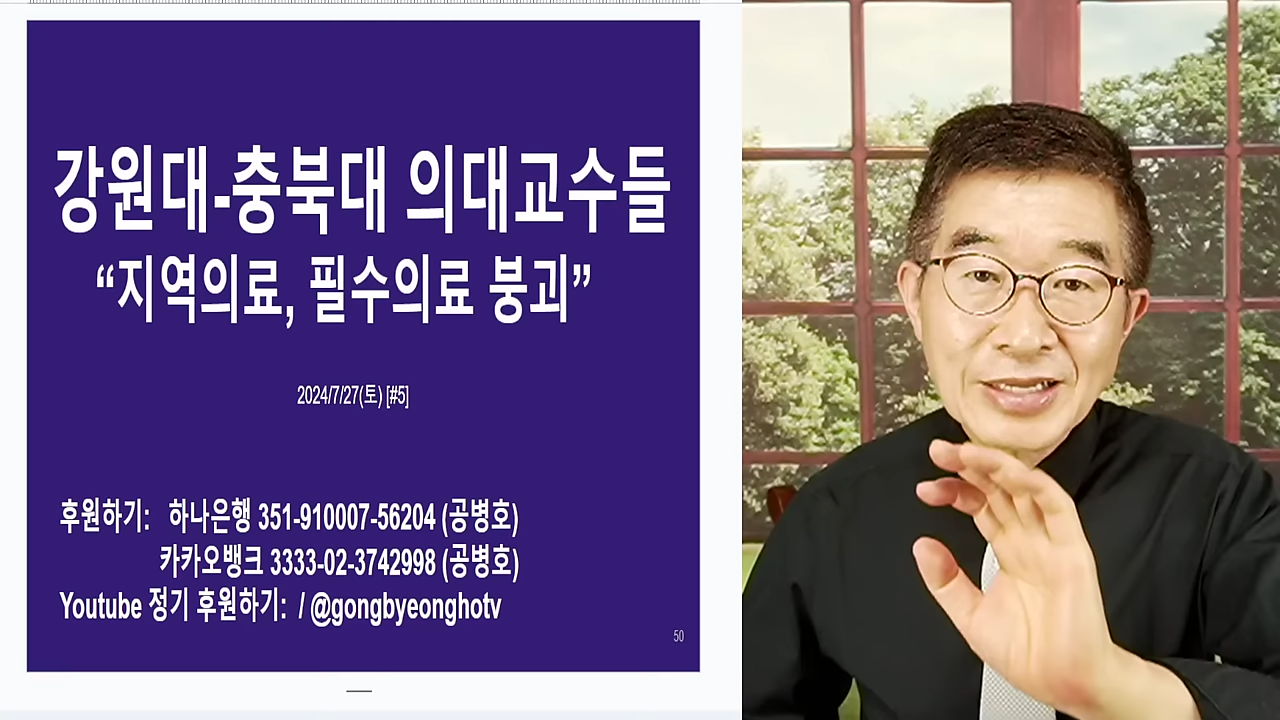 강원대-충북대 의대교수들
“지역의료, 필수의료 붕괴”
2024/7/27(토) [#5]
후원하기: 하나은행 351-910007-56204 (공병호)
카카오뱅크 3333-02-3742998 (공병호)
Youtube 정기 후원하기: / @gongbyeonghotv
50